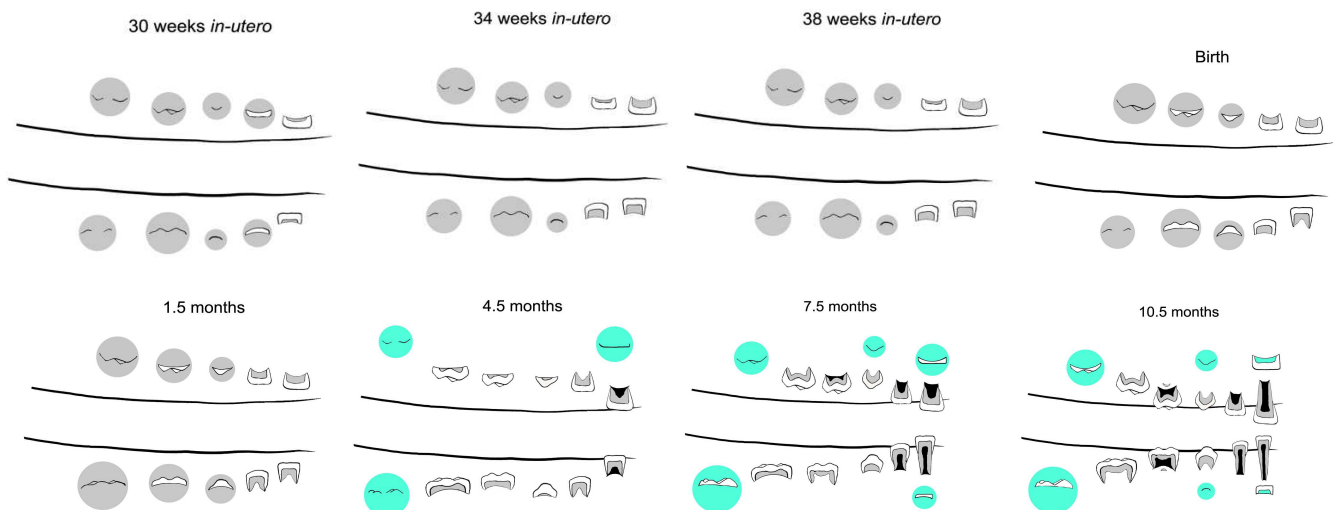 30 weeks in-utero
34 weeks in-utero
38 weeks in-utero
Birth
1.5 months
4.5 months
7.5 months
10.5 months